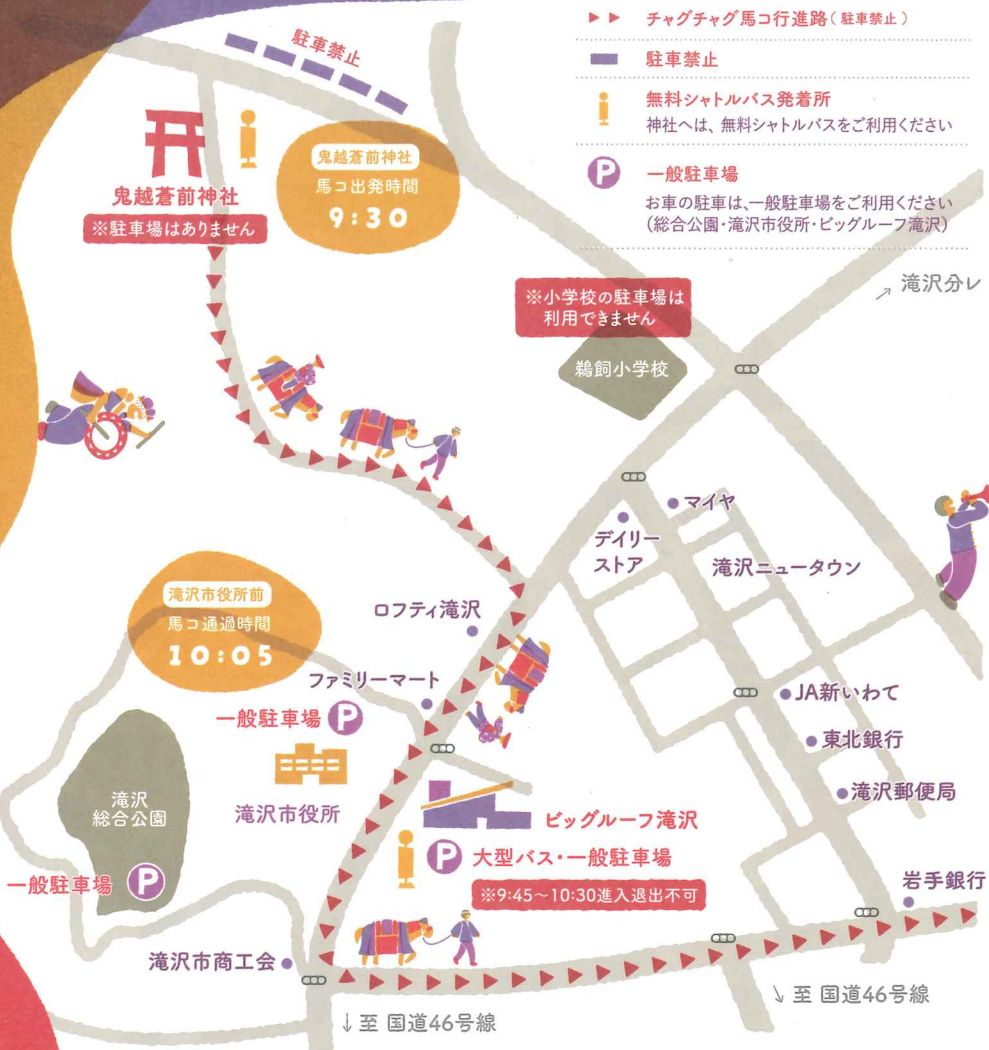 チャグチャグ馬コ行進路（駐車禁止）
駐車禁止
無料シャトルバス発着所
神社へは、無料シャトルバスをご利用ください
一般駐車場
お車の駐車は、一般駐車場をご利用ください
（総合公園・滝沢市役所・ビッグルーフ滝沢）
P
駐車禁止
鬼越蒼前神社
馬コ出発時間
9:30
鬼越蒼前神社
※駐車場はありません
滝沢分レ
※小学校の駐車場は
利用できません
鵜飼小学校
マイヤ
デイリー
ストア
滝沢ニュータウン
滝沢市役所前
馬コ通過時間
10:05
ロフティ滝沢
ファミリーマート
一般駐車場 P
滝沢市役所
JA新いわて
東北銀行
滝沢郵便局
滝沢
総合公園
一般駐車場 P
ビッグルーフ滝沢
P 大型バス・一般駐車場
※9:45〜10:30進入退出不可
岩手銀行
滝沢市商工会
↓至 国道46号線
↘至 国道46号線